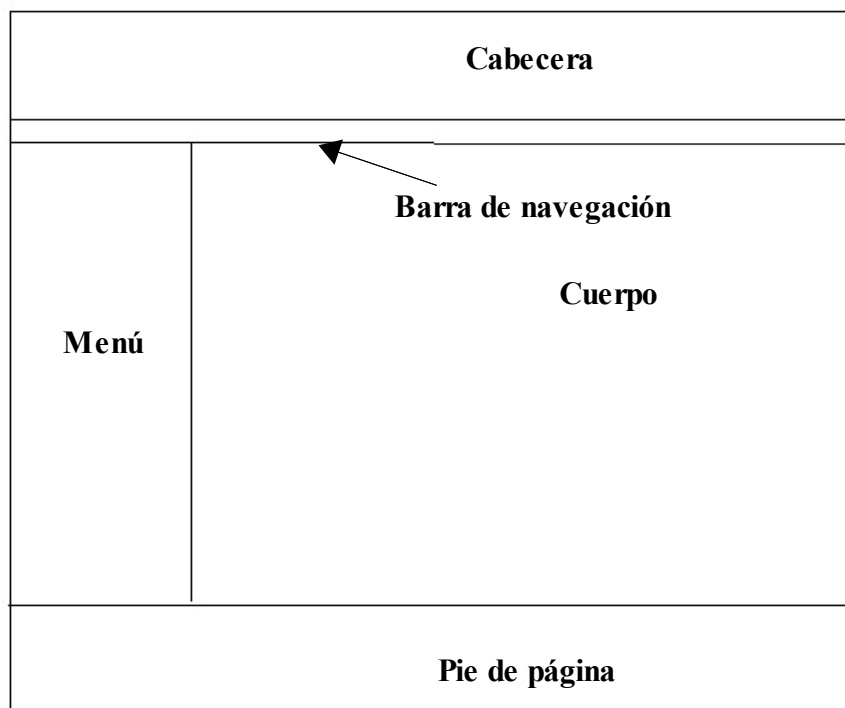 Cabecera
Barra de navegación
Cuerpo
Menú
Pie de página